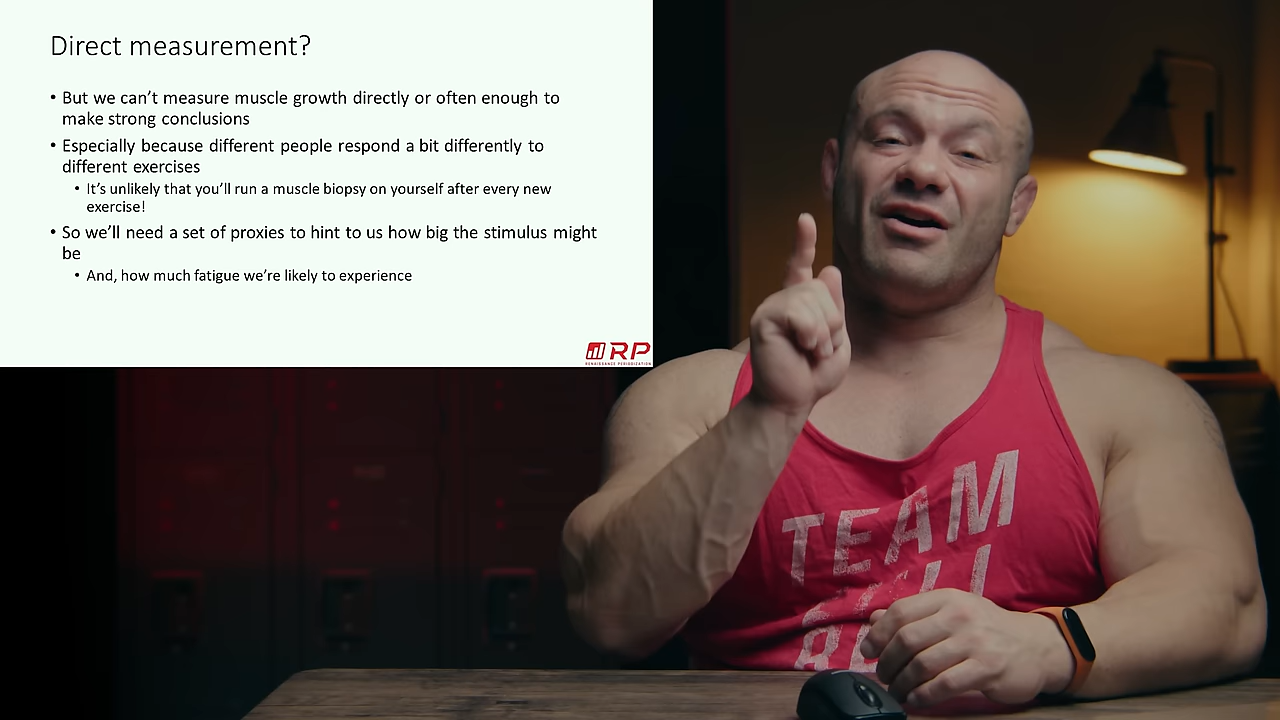 Direct measurement?
• But we can't measure muscle growth directly or often enough to
make strong conclusions
• Especially because different people respond a bit differently to
different exercises
• It's unlikely that you'll run a muscle biopsy on yourself after every new
exercise!
• So we'll need a set of proxies to hint to us how big the stimulus might
be
• And, how much fatigue we're likely to experience
RP
RENAISSANCE PERIODIZATION
TEAM